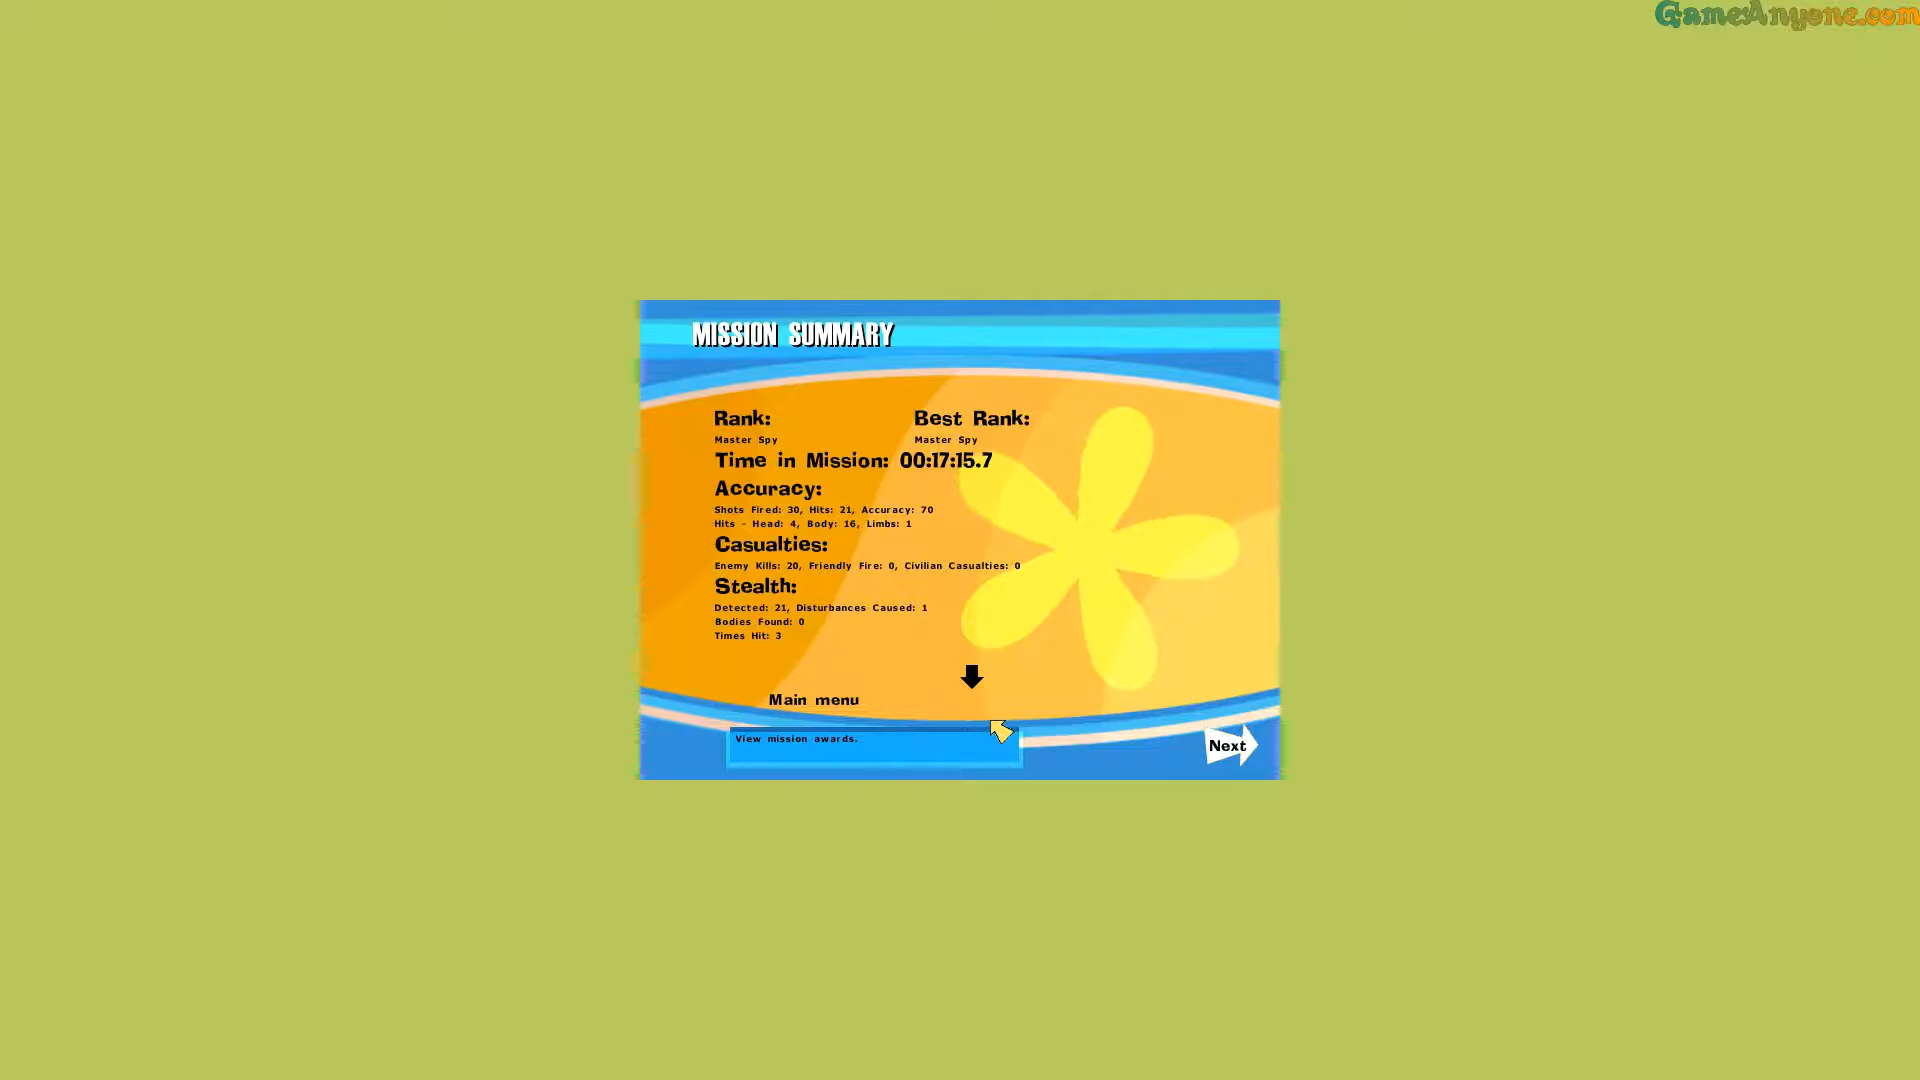 GamesAnyone.com
MISSION SUMMARY
Rank: Best Rank:
Master Spy Master Spy
Time in Mission: 00:17:15.7
Accuracy:
Shots Fired: 30, Hits: 21, Accuracy: 70
Hits - Head: 4, Body: 16, Limbs: 1
Casualties:
Enemy Kills: 20, Friendly Fire: 0, Civilian Casualties: 0
Stealth:
Detected: 21, Disturbances Caused: 1
Bodies Found: 0
Times Hit: 3
Main menu
View mission awards.
Next